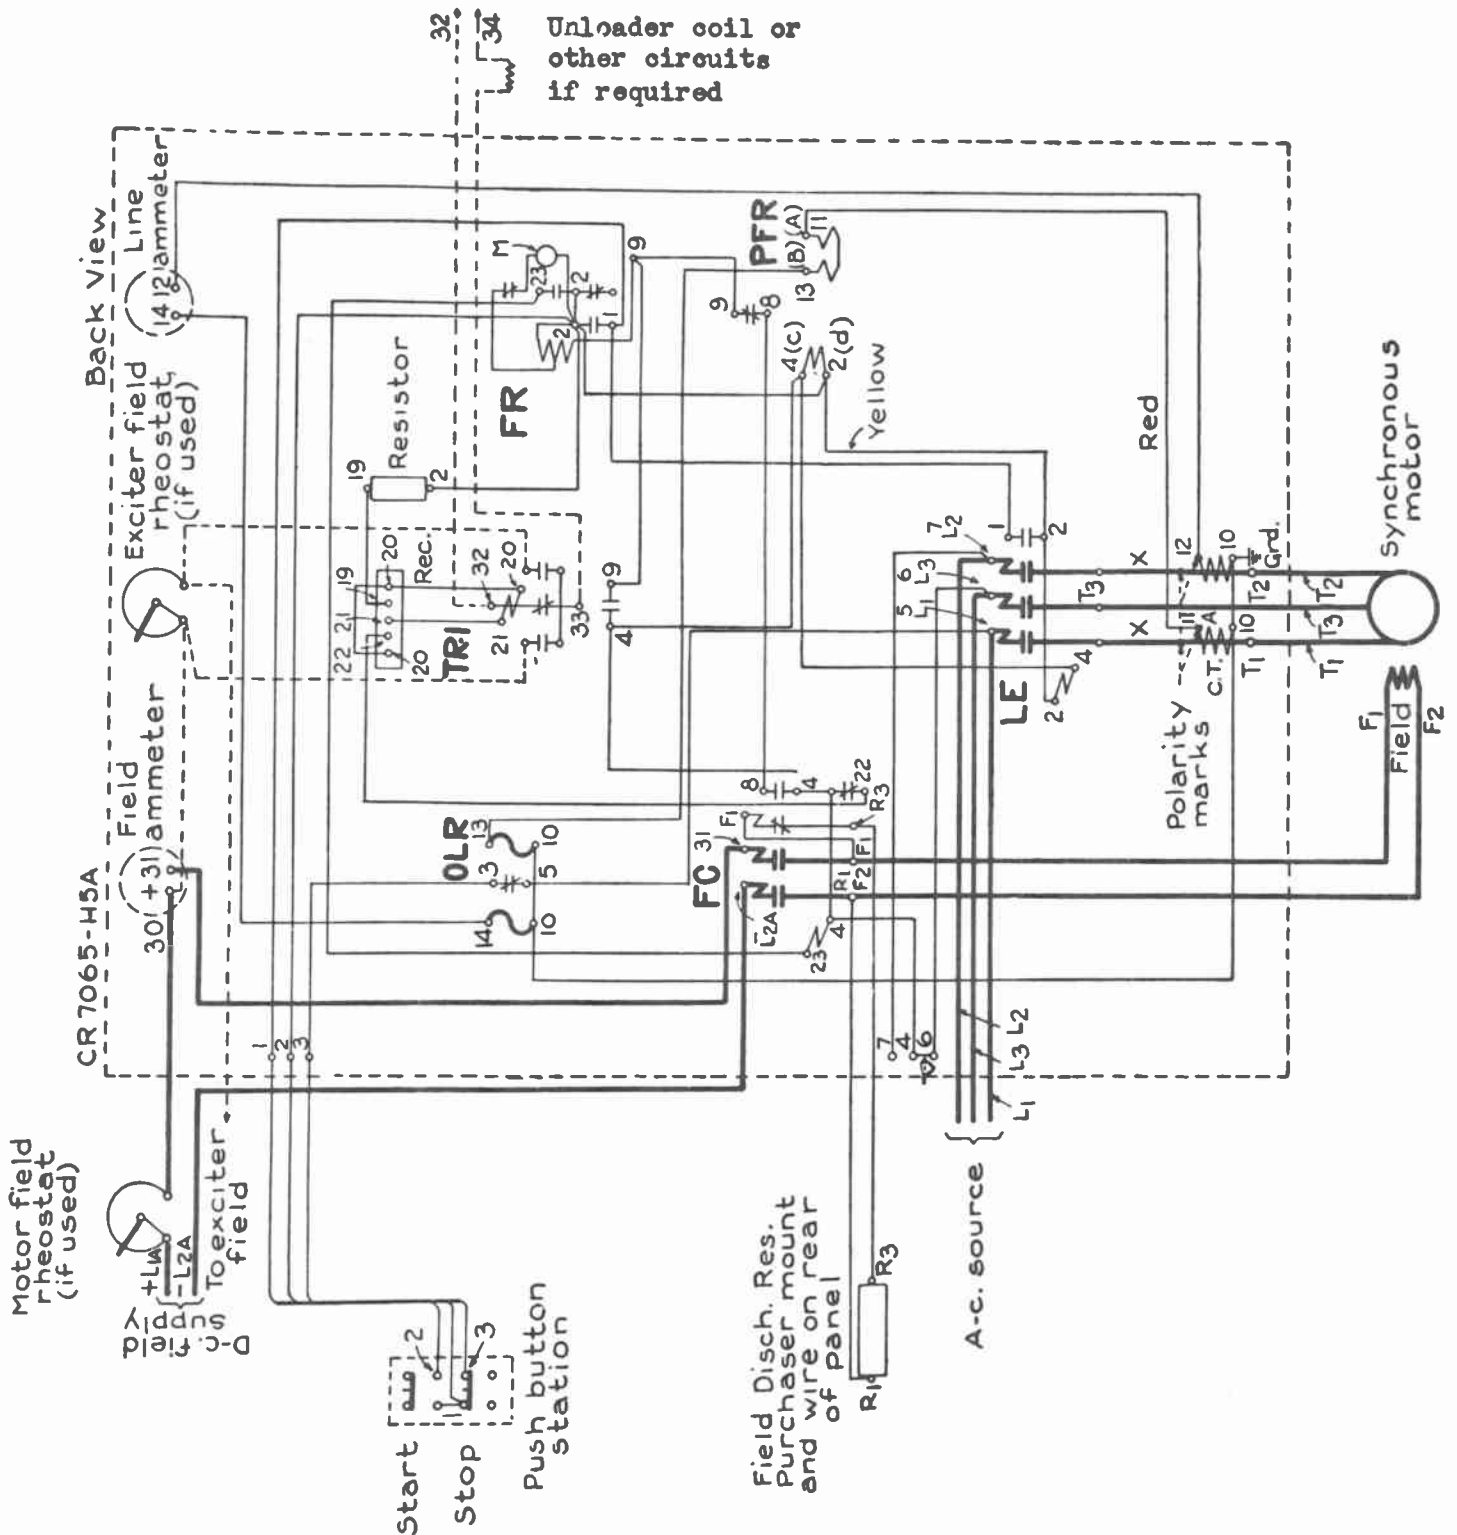 32
34
Unloader coil or
other circuits
if required
Back View
Line
ammeter
14 12
Exciter field
rheostat,
(if used)
Field
ammeter
30 + 31
CR7065-H5A
Motor field
rheostat
(if used)
+L1A
-L2A
D-c. field
supply
To exciter
field
M
23
2
1
2
FR
9
PFR
(B) (A)
11
13
9
8
4(c)
2(d)
Yellow
Red
19
Resistor
2
19
20
Rec.
21
22
20
32
20
TR1
21
33
9
4
7
L2
6
L3
5
L1
1
2
LE
4
2
T3
X
X
12
10
Grd.
11
A
10
C.T.
T2
T2
T3
T1
T1
Polarity
marks
Synchronous
motor
F1
Field
F2
OLR
13
10
3
5
14
10
8
4
22
R3
F1
31
FC
F1
R1
F2
L2A
4
23
1
2
3
7
4
6
L2
L3
L1
A-c. source
Start
Stop
2
3
1
Push button
station
Field Disch. Res.
Purchaser mount
and wire on rear
of panel
R1
R3